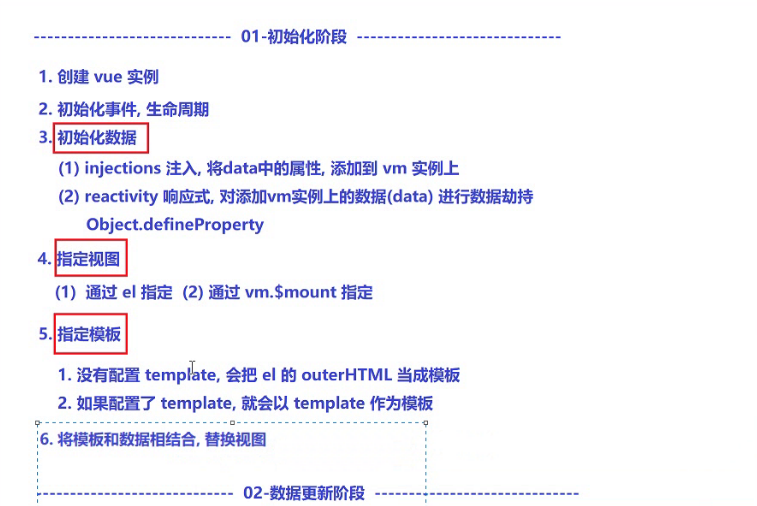 ---------------------------- 01-初始化阶段 -----------------------------
1. 创建 vue 实例
2. 初始化事件, 生命周期
3. 初始化数据
(1) injections 注入, 将data中的属性, 添加到 vm 实例上
(2) reactivity 响应式, 对添加vm实例上的数据(data) 进行数据劫持
Object.defineProperty
4. 指定视图
(1) 通过 el 指定 (2) 通过 vm.$mount 指定
5. 指定模板
1. 没有配置 template, 会把 el 的 outerHTML 当成模板
2. 如果配置了 template, 就会以 template 作为模板
6. 将模板和数据相结合, 替换视图
---------------------------- 02-数据更新阶段 -----------------------------